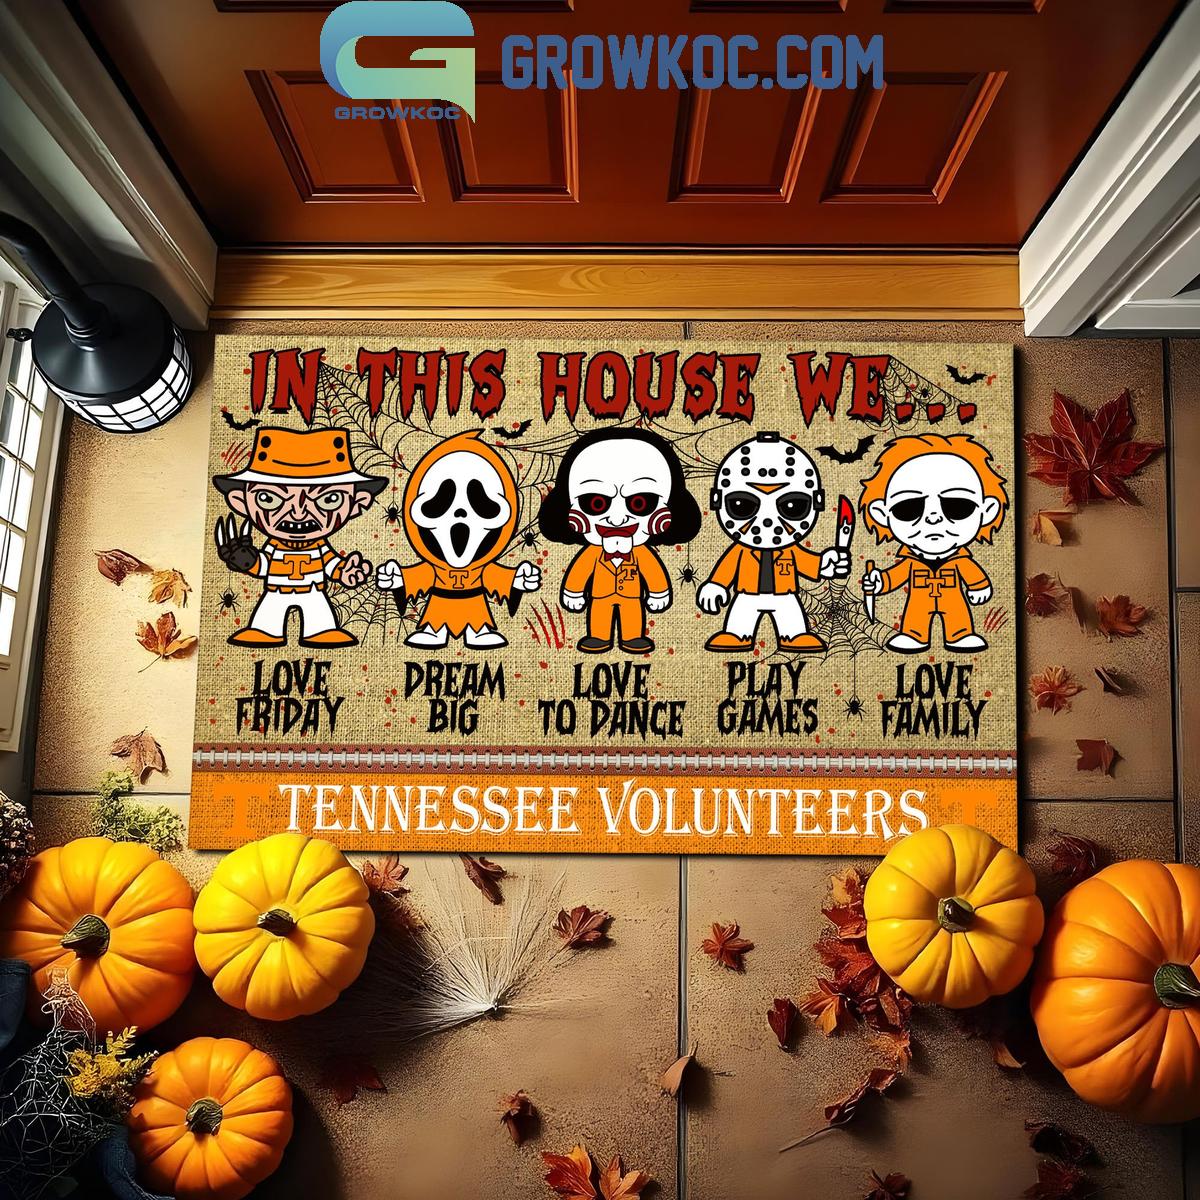 GROWKOC.COM
GROWKOC
IN THIS HOUSE WE...
T
T
T
T
T
LOVE
FRIDAY
DREAM
BIG
LOVE
TO DANCE
PLAY
GAMES
LOVE
FAMILY
T TENNESSEE VOLUNTEERS T